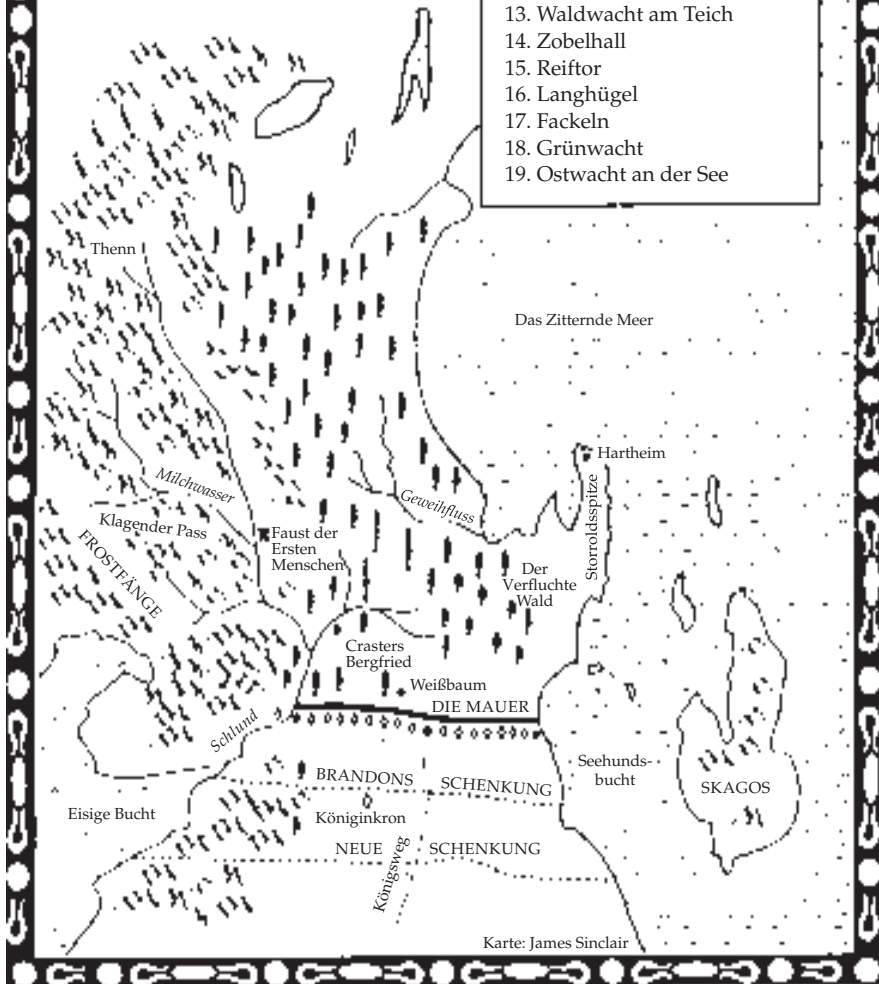 13. Waldwacht am Teich
14. Zobelhall
15. Reiftor
16. Langhügel
17. Fackeln
18. Grünwacht
19. Ostwacht an der See
Thenn
Das Zitternde Meer
Hartheim
Storroldsspitze
Milchwasser
Geweihfluss
Klagender Pass
FROSTFÄNGE
Faust der
Ersten
Menschen
Der
Verfluchte
Wald
Crasters
Bergfried
Weißbaum
DIE MAUER
Schlund
Seehunds-
bucht
SKAGOS
BRANDONS SCHENKUNG
Eisige Bucht
Königinkron
NEUE SCHENKUNG
Königsweg
Karte: James Sinclair